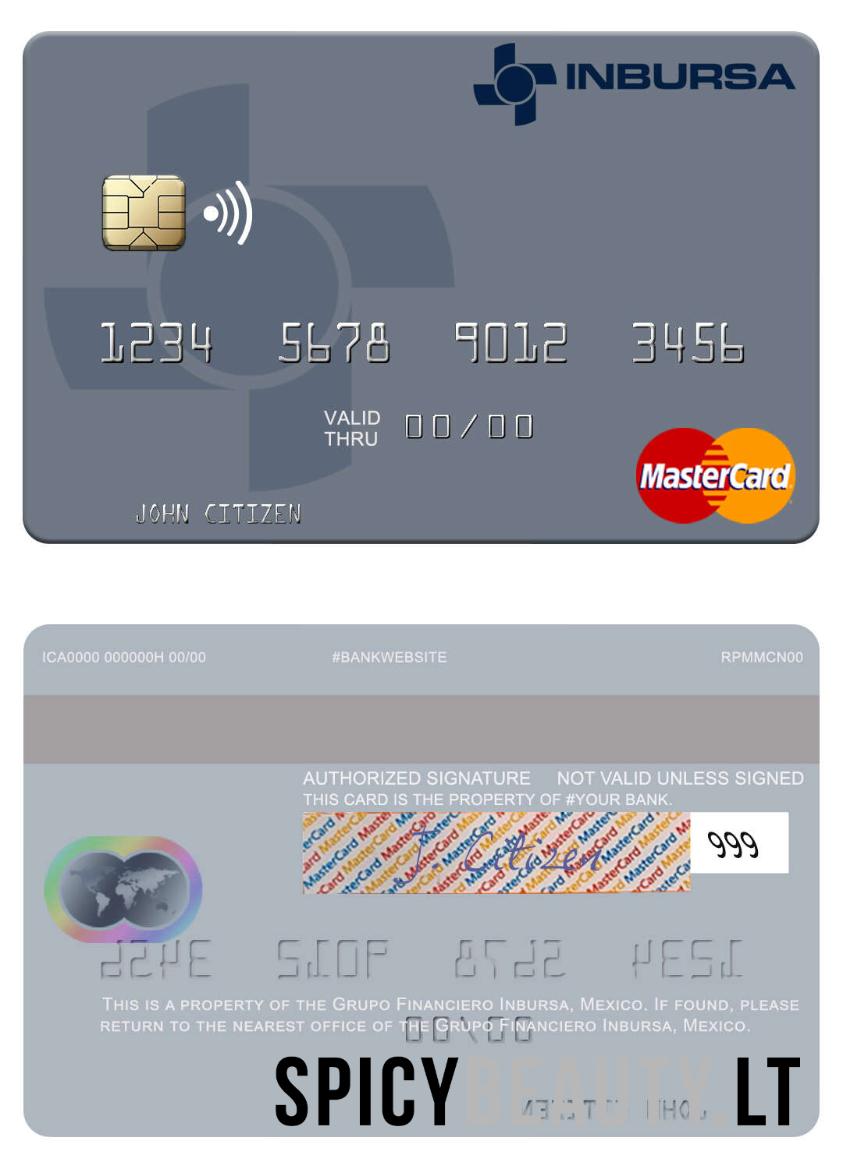 INBURSA
1234 5678 9012 3456
VALID THRU 00/00
MasterCard
JOHN CITIZEN
ICA0000 000000H 00/00 #BANKWEBSITE RPMMCN00
AUTHORIZED SIGNATURE NOT VALID UNLESS SIGNED
THIS CARD IS THE PROPERTY OF #YOUR BANK.
J. Citizen 999
THIS IS A PROPERTY OF THE GRUPO FINANCIERO INBURSA, MEXICO. IF FOUND, PLEASE
RETURN TO THE NEAREST OFFICE OF THE GRUPO FINANCIERO INBURSA, MEXICO.
SPICYBEAUTY.LT